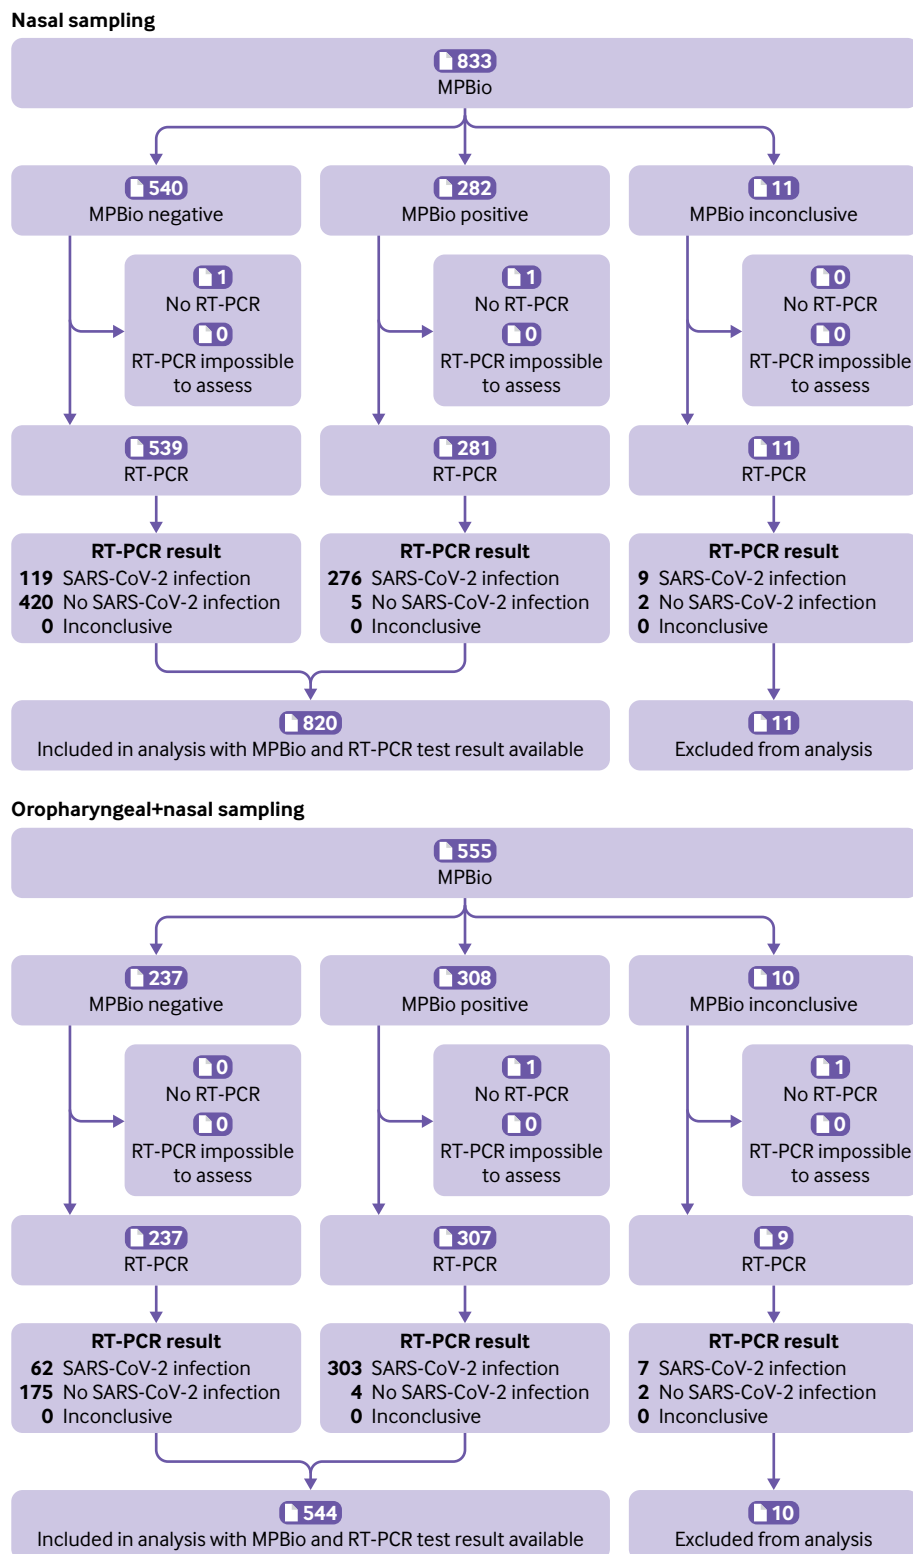 Nasal sampling
833
MPBio
540
MPBio negative
282
MPBio positive
11
MPBio inconclusive
1
No RT-PCR
0
RT-PCR impossible
to assess
1
No RT-PCR
0
RT-PCR impossible
to assess
0
No RT-PCR
0
RT-PCR impossible
to assess
539
RT-PCR
281
RT-PCR
11
RT-PCR
RT-PCR result
119 SARS-CoV-2 infection
420 No SARS-CoV-2 infection
0 Inconclusive
RT-PCR result
276 SARS-CoV-2 infection
5 No SARS-CoV-2 infection
0 Inconclusive
RT-PCR result
9 SARS-CoV-2 infection
2 No SARS-CoV-2 infection
0 Inconclusive
820
Included in analysis with MPBio and RT-PCR test result available
11
Excluded from analysis
Oropharyngeal+nasal sampling
555
MPBio
237
MPBio negative
308
MPBio positive
10
MPBio inconclusive
0
No RT-PCR
0
RT-PCR impossible
to assess
1
No RT-PCR
0
RT-PCR impossible
to assess
1
No RT-PCR
0
RT-PCR impossible
to assess
237
RT-PCR
307
RT-PCR
9
RT-PCR
RT-PCR result
62 SARS-CoV-2 infection
175 No SARS-CoV-2 infection
0 Inconclusive
RT-PCR result
303 SARS-CoV-2 infection
4 No SARS-CoV-2 infection
0 Inconclusive
RT-PCR result
7 SARS-CoV-2 infection
2 No SARS-CoV-2 infection
0 Inconclusive
544
Included in analysis with MPBio and RT-PCR test result available
10
Excluded from analysis